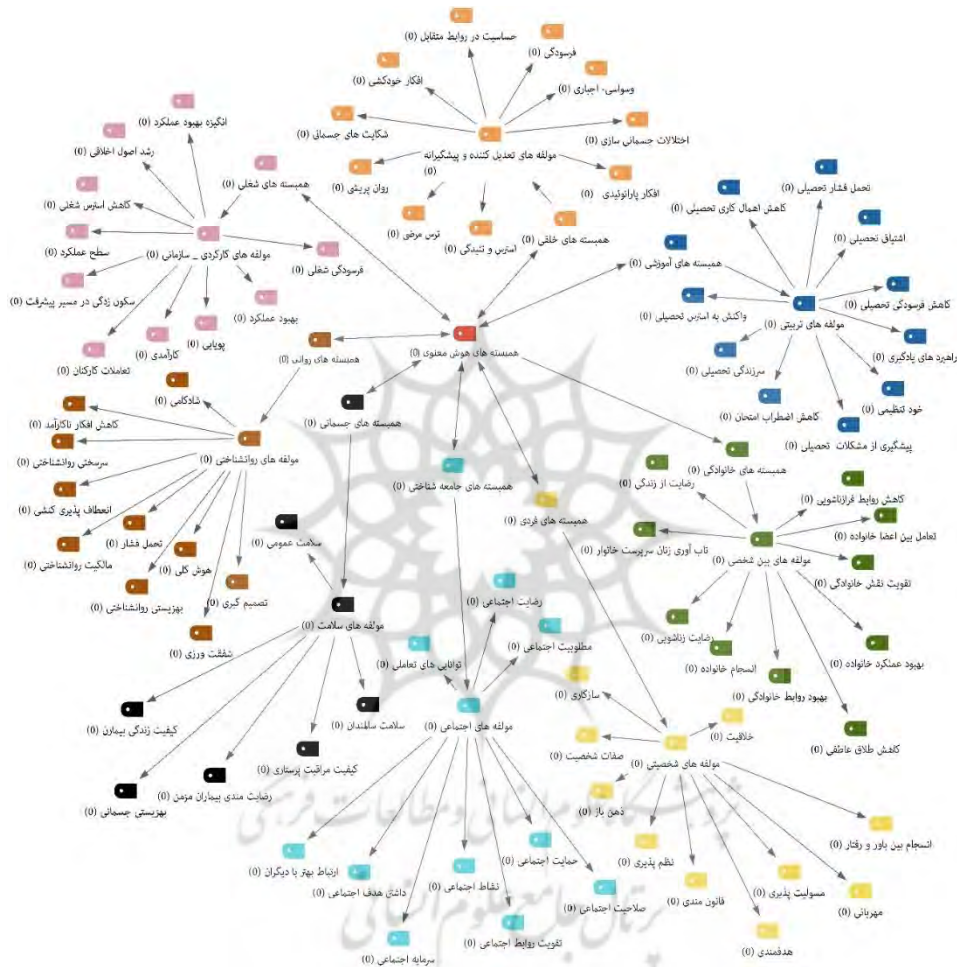 حساسیت در روابط متقابل (0)
فرسودگی (0)
افکار خودکشی (0)
وسواسی- اجباری (0)
شکایت های جسمانی (0)
اختلالات جسمانی سازی (0)
مولفه های تعدیل کننده و پیشگیرانه
(0)
روان پریشی (0)
افکار پارانوئیدی (0)
ترس مرضی (0)
استرس و تنیدگی (0)
همبسته های خلقی (0)
انگیزه بهبود عملکرد (0)
رشد اصول اخلاقی (0)
همبسته های شغلی (0)
کاهش استرس شغلی (0)
سطح عملکرد (0)
مولفه های کارکردی _ سازمانی (0)
فرسودگی شغلی (0)
سکون زدگی در مسیر پیشرفت (0)
بهبود عملکرد (0)
پویایی (0)
کارآمدی (0)
تعاملات کارکنان (0)
تحمل فشار تحصیلی (0)
کاهش اهمال کاری تحصیلی (0)
اشتیاق تحصیلی (0)
همبسته های آموزشی (0)
کاهش فرسودگی تحصیلی (0)
واکنش به استرس تحصیلی (0)
مولفه های تربیتی (0)
راهبرد های یادگیری (0)
سرزندگی تحصیلی (0)
خود تنظیمی (0)
کاهش اضطراب امتحان (0)
پیشگیری از مشکلات تحصیلی (0)
همبسته های هوش معنوی (0)
همبسته های روانی (0)
شادکامی (0)
همبسته های جسمانی (0)
کاهش افکار ناکارآمد (0)
مولفه های روانشناختی (0)
سرسختی روانشناختی (0)
انعطاف پذیری کنشی (0)
تحمل فشار (0)
مالکیت روانشناختی (0)
هوش کلی (0)
بهزیستی روانشناختی (0)
تصمیم گیری (0)
شفقت ورزی (0)
همبسته های جامعه شناختی (0)
همبسته های فردی (0)
همبسته های خانوادگی (0)
رضایت از زندگی (0)
کاهش روابط فرازناشویی (0)
تعامل بین اعضا خانواده (0)
تاب آوری زنان سرپرست خانوار (0)
مولفه های بین شخصی (0)
تقویت نقش خانوادگی (0)
رضایت زناشویی (0)
انسجام خانواده (0)
بهبود عملکرد خانواده (0)
بهبود روابط خانوادگی (0)
کاهش طلاق عاطفی (0)
سلامت عمومی (0)
مولفه های سلامت (0)
کیفیت زندگی بیمارن (0)
سلامت سالمندان (0)
کیفیت مراقبت پرستاری (0)
رضایت مندی بیماران مزمن (0)
بهزیستی جسمانی (0)
رضایت اجتماعی (0)
مطلوبیت اجتماعی (0)
توانایی های تعاملی (0)
مولفه های اجتماعی (0)
ارتباط بهتر با دیگران (0)
داشتن هدف اجتماعی (0)
نشاط اجتماعی (0)
حمایت اجتماعی (0)
صلاحیت اجتماعی (0)
تقویت روابط اجتماعی (0)
سرمایه اجتماعی (0)
سازگاری (0)
خلاقیت (0)
صفات شخصیت (0)
مولفه های شخصیتی (0)
ذهن باز (0)
انسجام بین باور و رفتار (0)
نظم پذیری (0)
قانون مندی (0)
مسولیت پذیری (0)
مهربانی (0)
هدفمندی (0)
پژوهشگاه علوم انسانی و مطالعات فرهنگی
پرتال جامع علوم انسانی